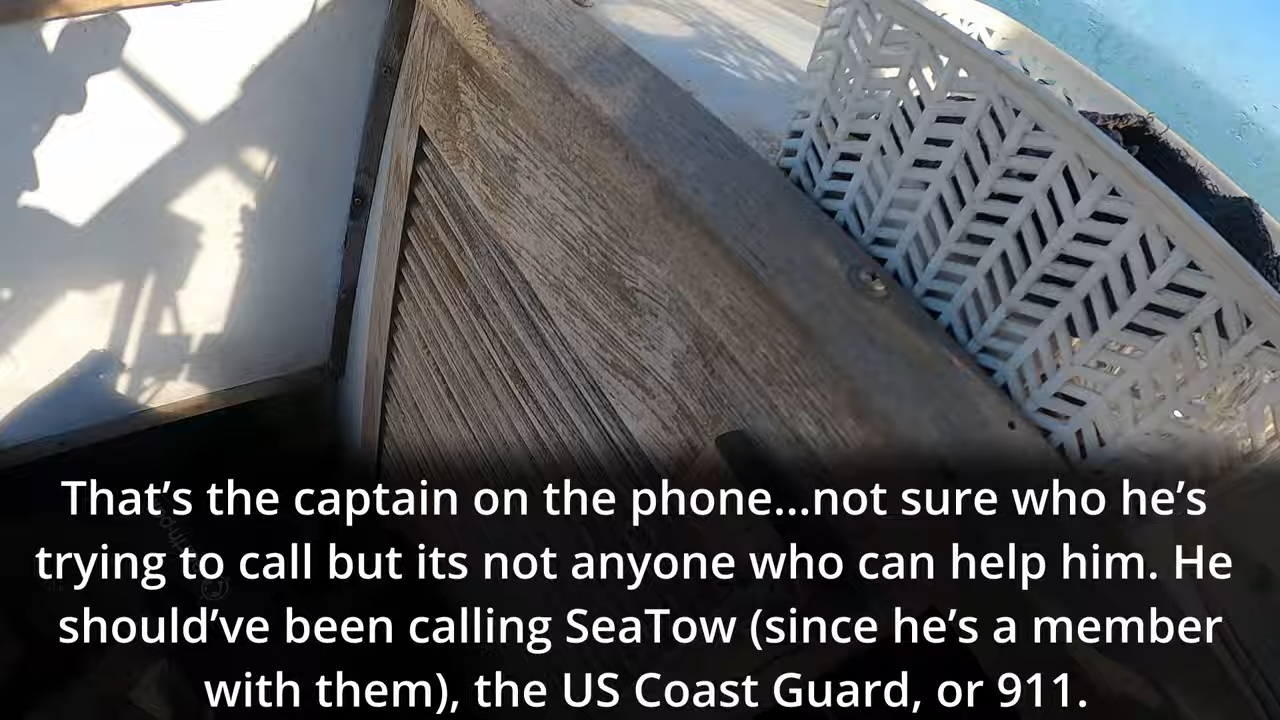 That’s the captain on the phone...not sure who he’s
trying to call but its not anyone who can help him. He
should’ve been calling SeaTow (since he’s a member
with them), the US Coast Guard, or 911.